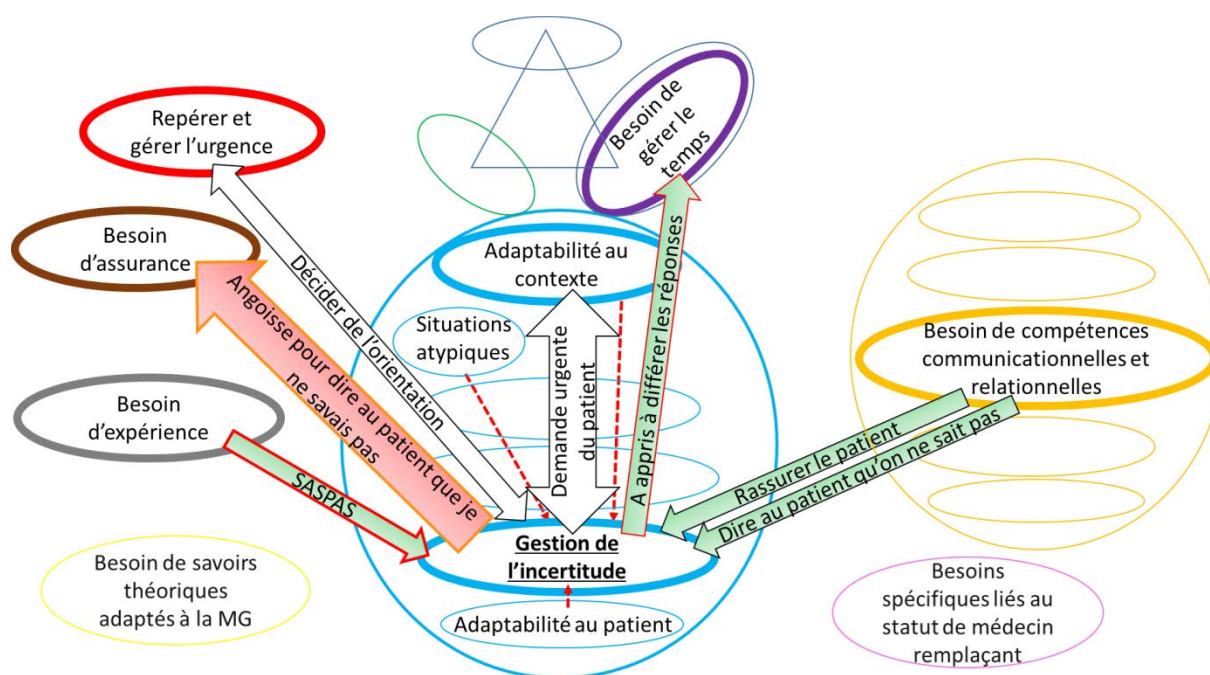 Repérer et
gérer l'urgence
Besoin de
gérer le
temps
Besoin
d'assurance
Adaptabilité au
contexte
Décider de l'orientation
Angoisse pour dire au patient que je
ne savais pas
Situations
atypiques
Demande urgente
du patient
A appris à différer les réponses
Besoin de compétences
communicationnelles et
relationnelles
Besoin
d'expérience
SASPAS
Rassurer le patient
Dire au patient qu'on ne sait pas
Gestion de
l'incertitude
Besoin de savoirs
théoriques
adaptés à la MG
Adaptabilité au patient
Besoins
spécifiques liés au
statut de médecin
remplaçant